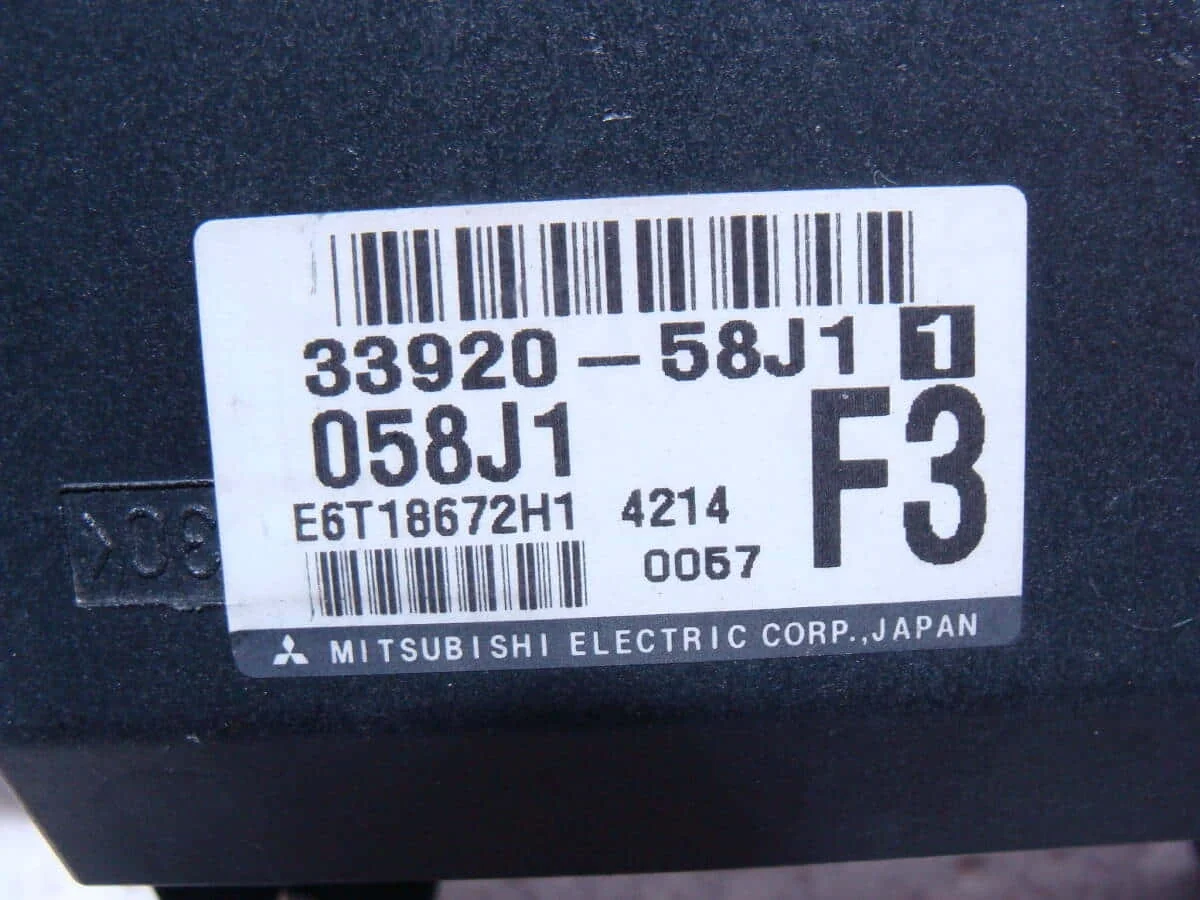 33920-58J1 1
058J1
F3
E6T18672H1 4214
0057
MITSUBISHI ELECTRIC CORP.,JAPAN